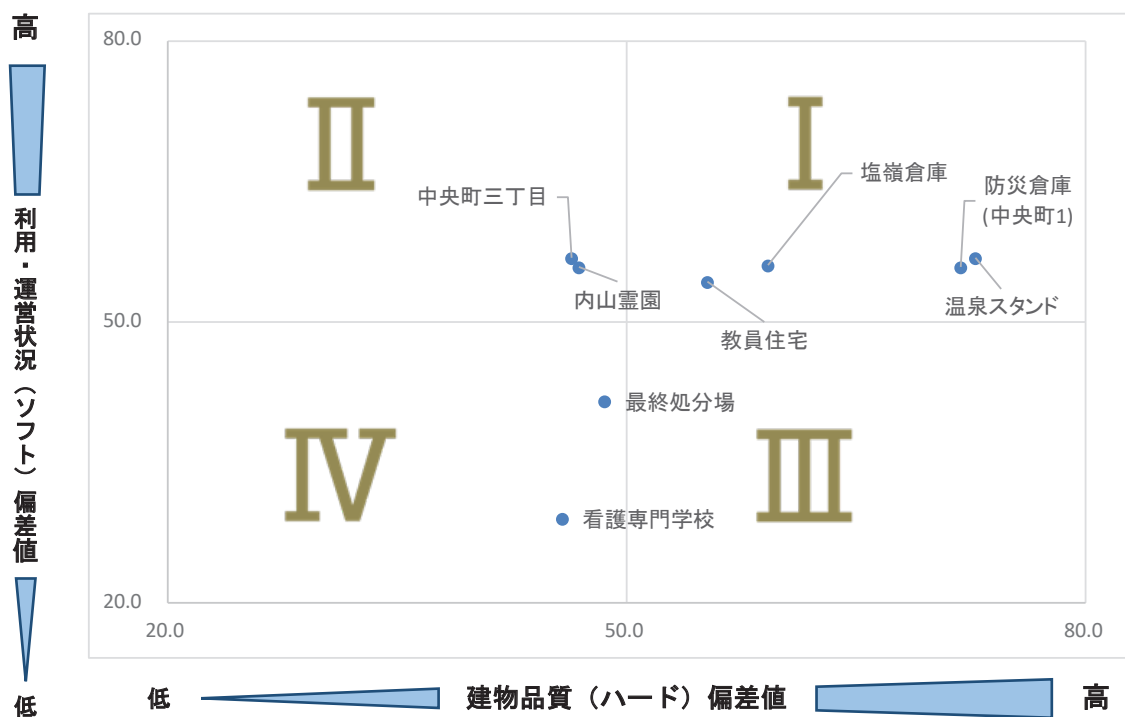 高
80.0
Ⅱ
Ⅰ
塩嶺倉庫
防災倉庫
(中央町1)
中央町三丁目
内山霊園
温泉スタンド
教員住宅
50.0
利用・運営状況（ソフト）偏差値
最終処分場
Ⅳ
Ⅲ
看護専門学校
20.0
20.0
50.0
80.0
低
低
建物品質（ハード）偏差値
高